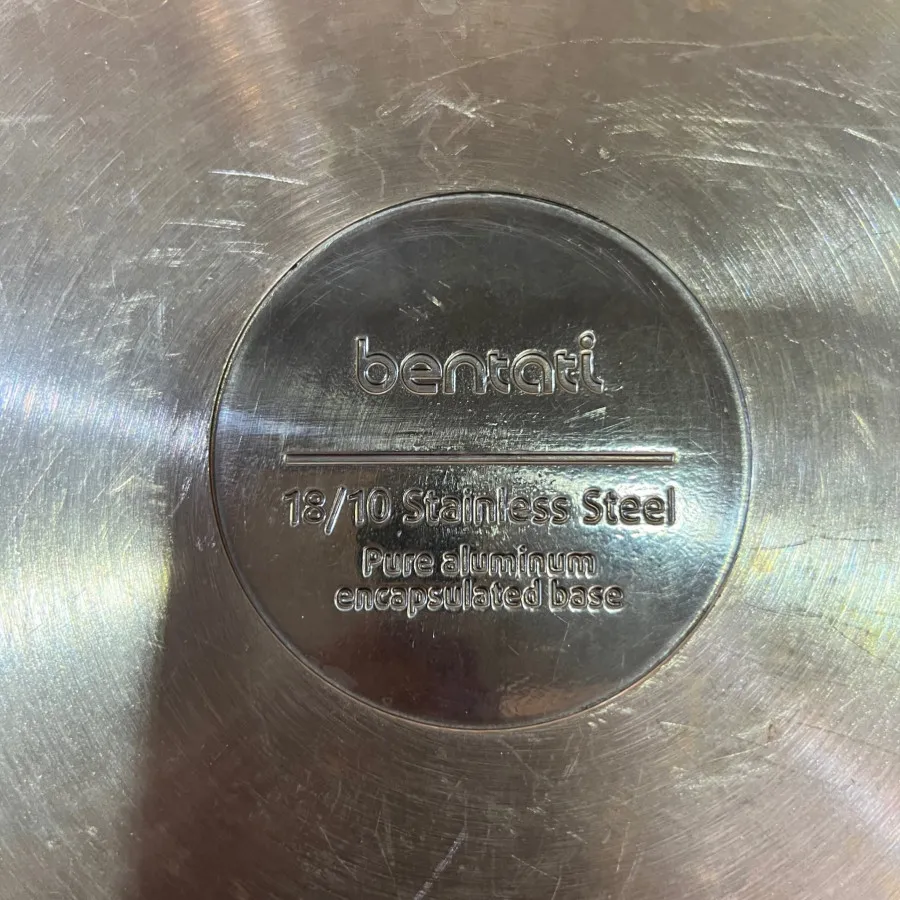 bentati
18/10 Stainless Steel
Pure aluminum
encapsulated base